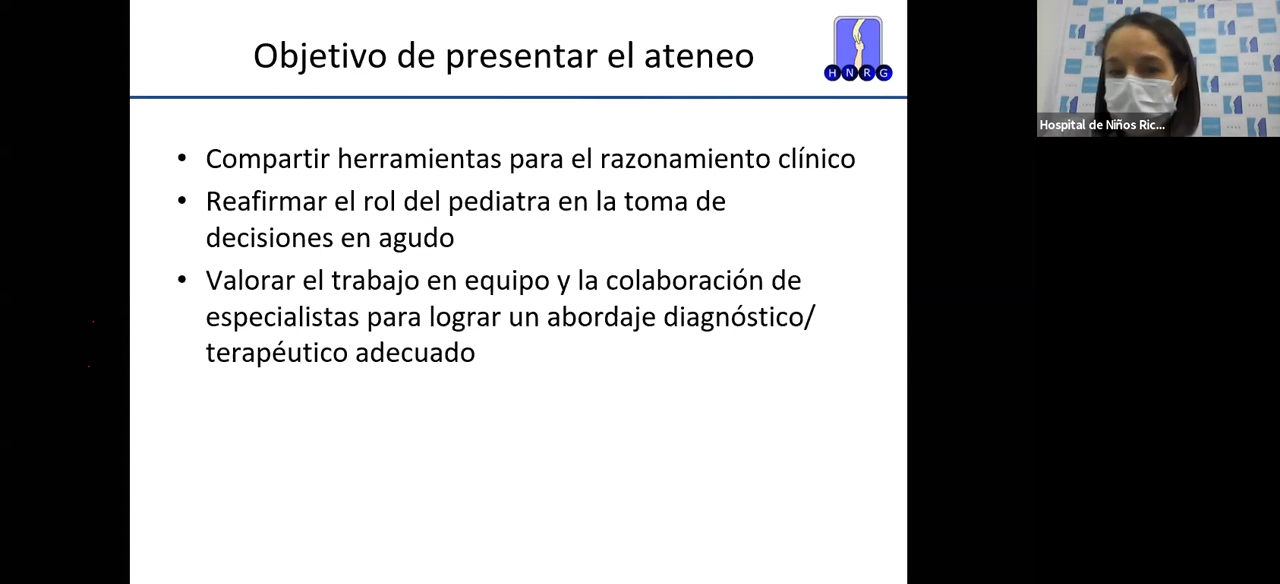 Objetivo de presentar el ateneo
H N R G
• Compartir herramientas para el razonamiento clínico
• Reafirmar el rol del pediatra en la toma de
decisiones en agudo
• Valorar el trabajo en equipo y la colaboración de
especialistas para lograr un abordaje diagnóstico/
terapéutico adecuado
Hospital de Niños Ric...